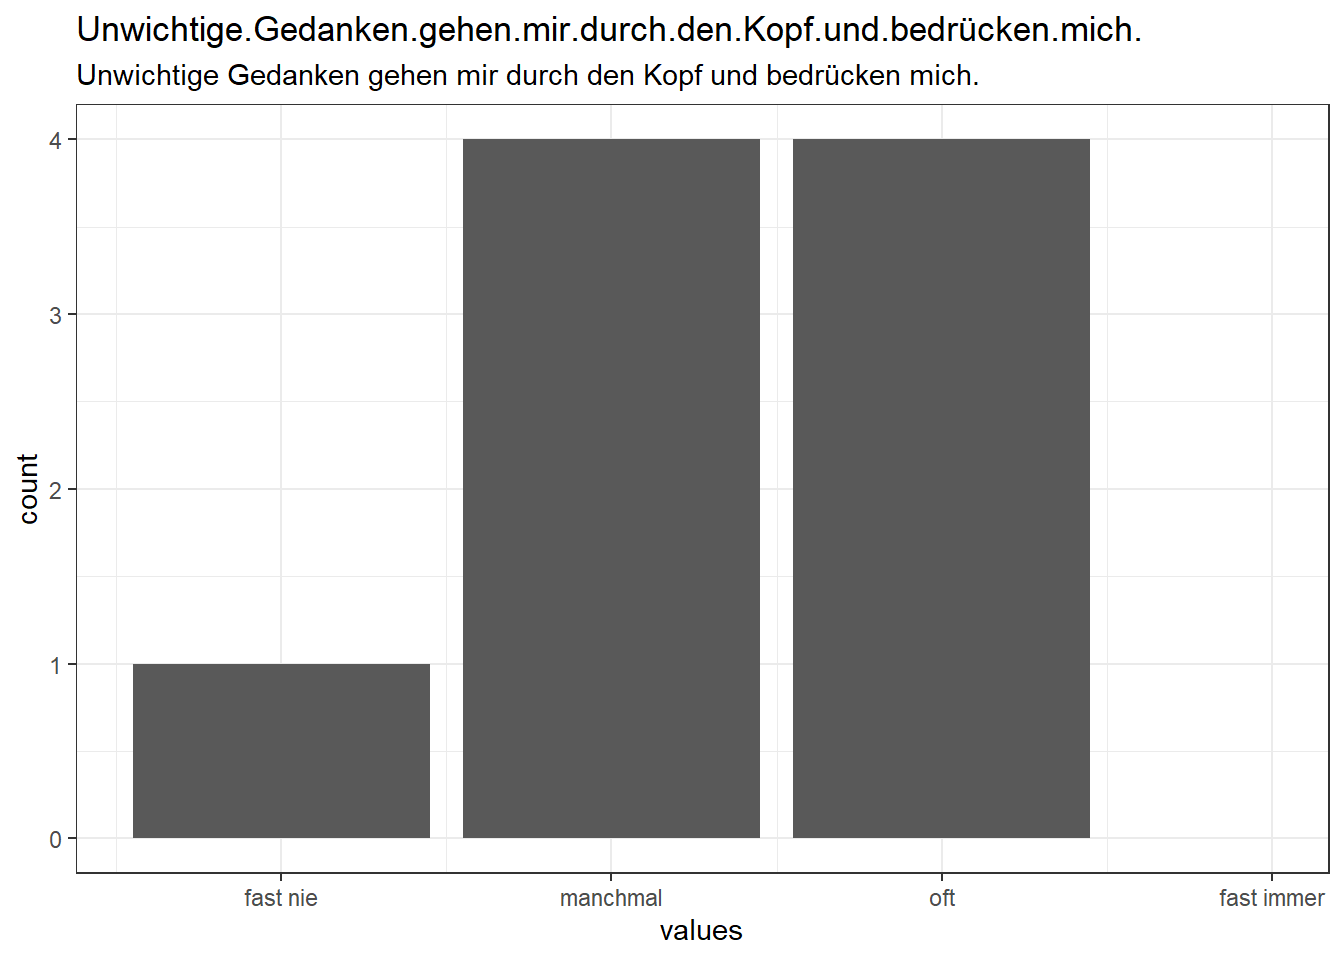 Unwichtige.Gedanken.gehen.mir.durch.den.Kopf.und.bedrücken.mich.
Unwichtige Gedanken gehen mir durch den Kopf und bedrücken mich.
4
3
2
1
0
count
fast nie manchmal oft fast immer
values